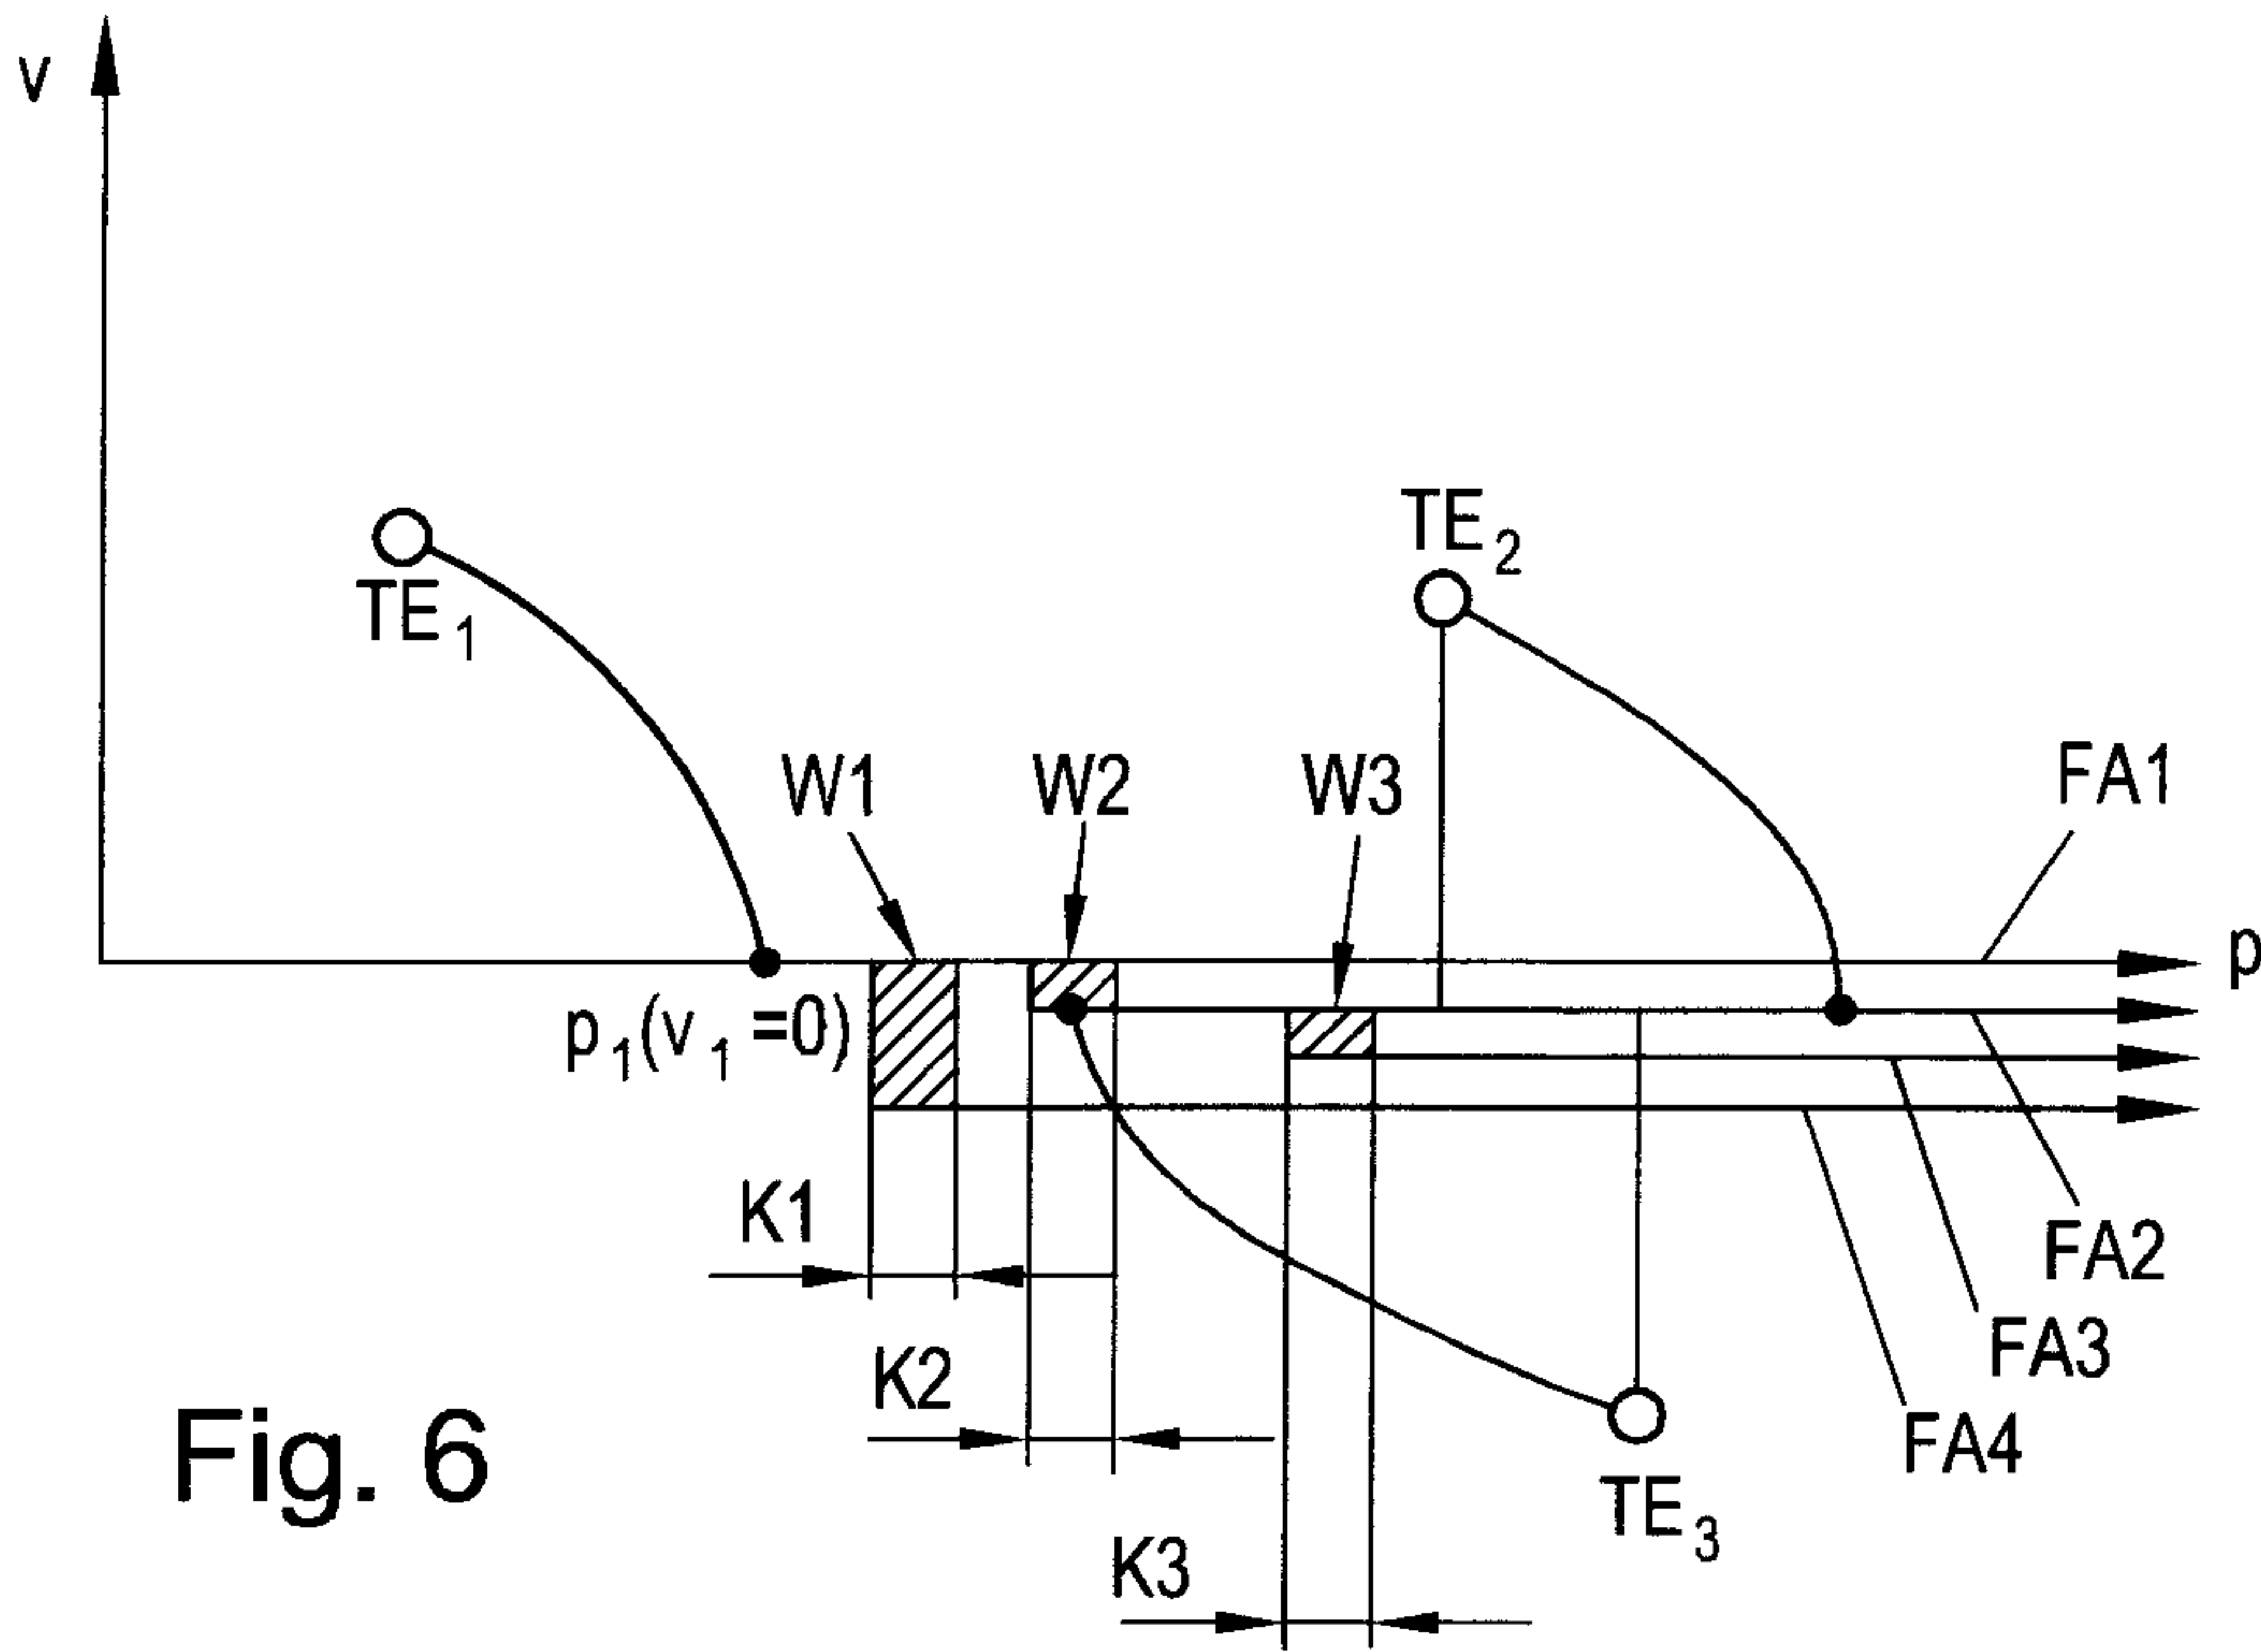 v
TE₁
TE₂
W1
W2
W3
FA1
p
p₁(v₁=0)
K1
FA2
K2
FA3
Fig. 6
FA4
TE₃
K3